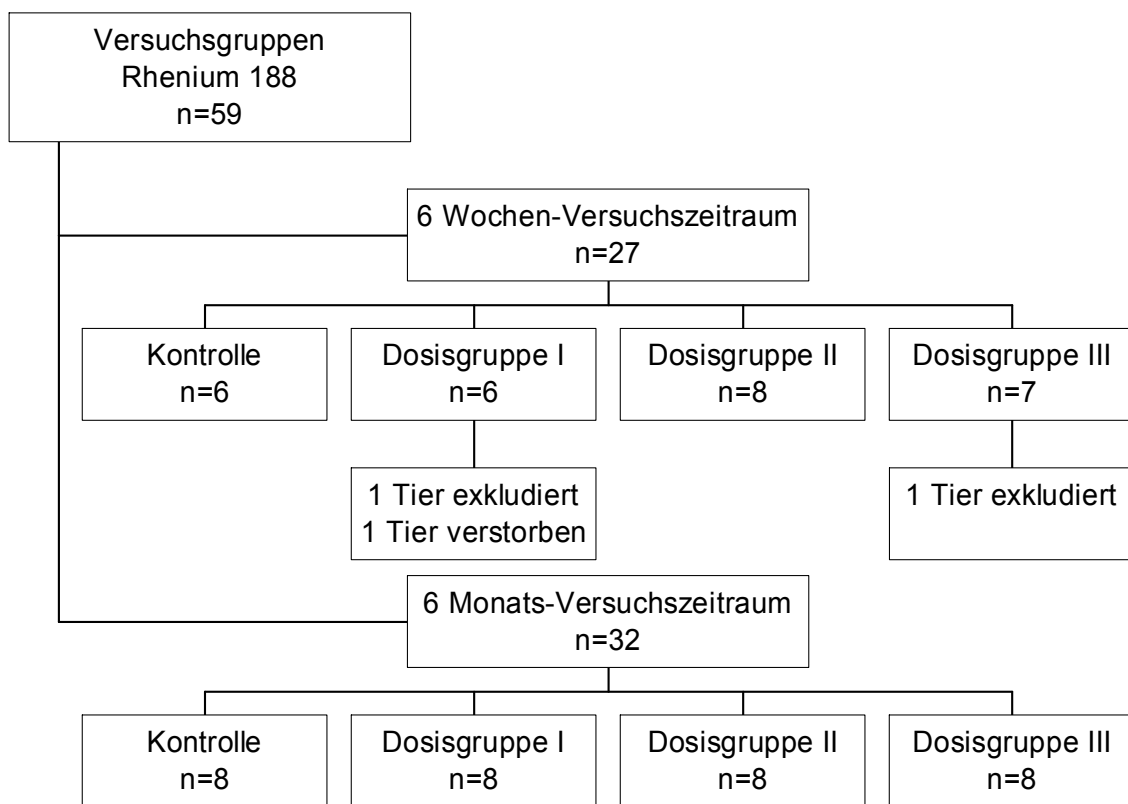 Versuchsgruppen
Rhenium 188
n=59
6 Wochen-Versuchszeitraum
n=27
Kontrolle
n=6
Dosisgruppe I
n=6
Dosisgruppe II
n=8
Dosisgruppe III
n=7
1 Tier exkludiert
1 Tier verstorben
1 Tier exkludiert
6 Monats-Versuchszeitraum
n=32
Kontrolle
n=8
Dosisgruppe I
n=8
Dosisgruppe II
n=8
Dosisgruppe III
n=8